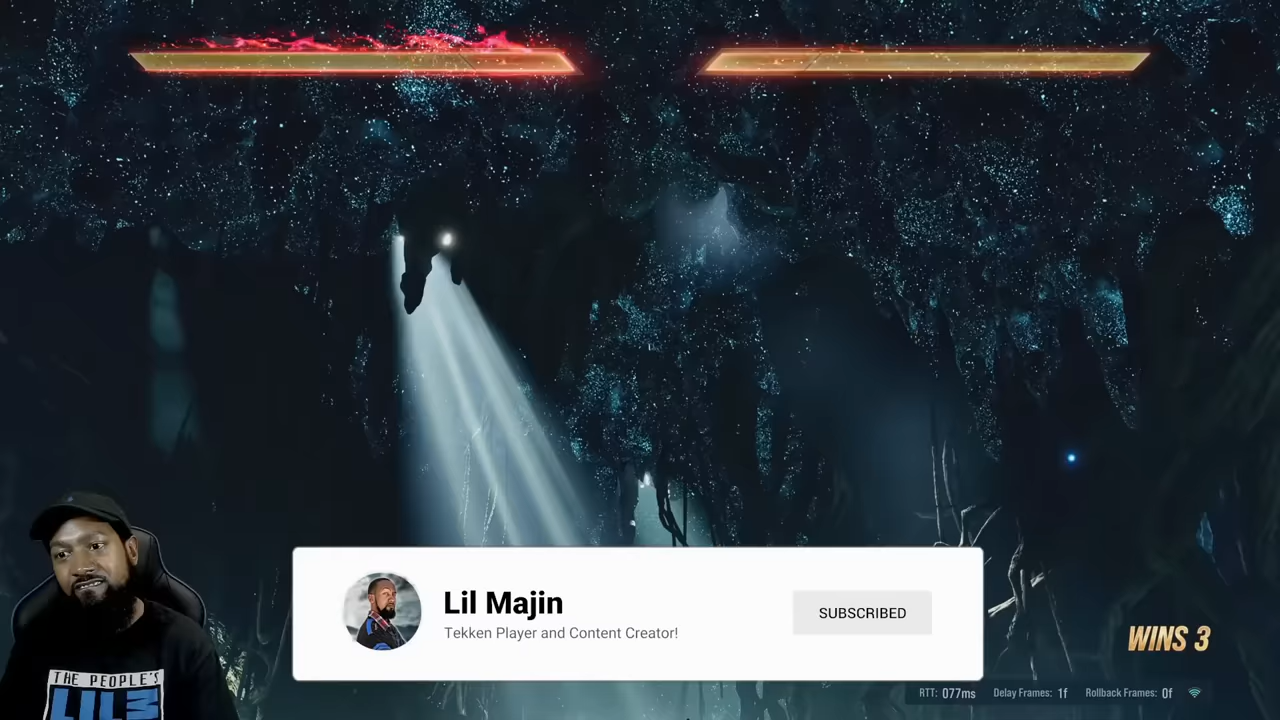 Lil Majin
Tekken Player and Content Creator!
SUBSCRIBED
WINS 3
THE PEOPLE'S
RTT: 077ms Delay Frames: 1f Rollback Frames: 0f